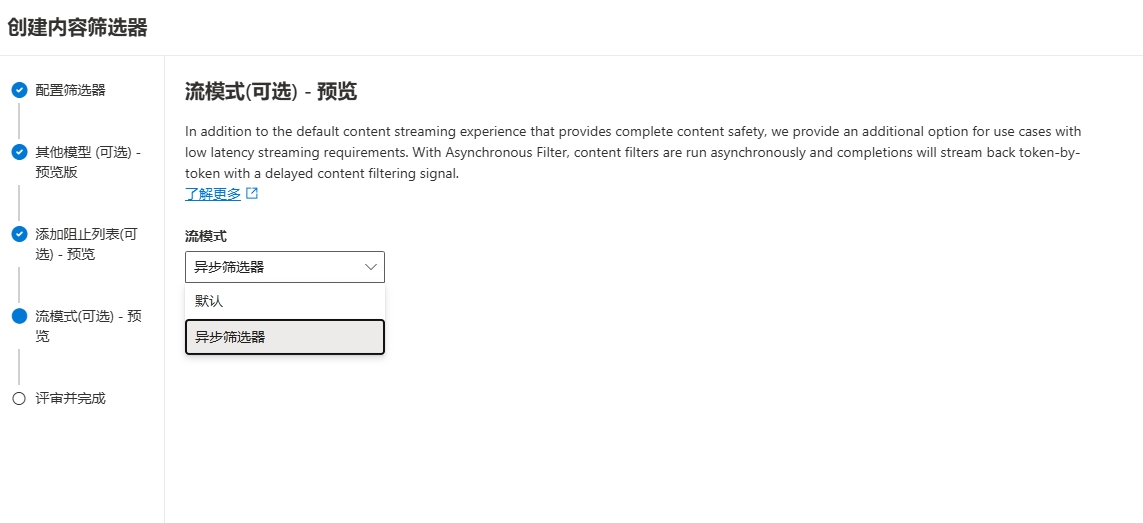 创建内容筛选器
配置筛选器
其他模型 (可选) -
预览版
添加阻止列表(可
选) - 预览
流模式(可选) - 预
览
评审并完成
流模式(可选) - 预览
In addition to the default content streaming experience that provides complete content safety, we provide an additional option for use cases with
low latency streaming requirements. With Asynchronous Filter, content filters are run asynchronously and completions will stream back token-by-
token with a delayed content filtering signal.
了解更多
流模式
异步筛选器
默认
异步筛选器